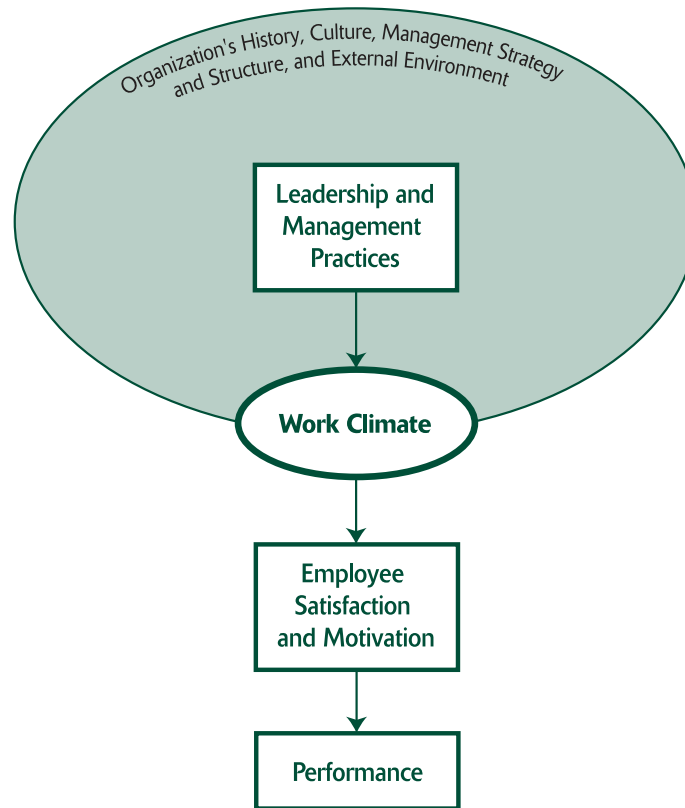 Organization's History, Culture, Management Strategy
and Structure, and External Environment
Leadership and
Management
Practices
Work Climate
Employee
Satisfaction
and Motivation
Performance